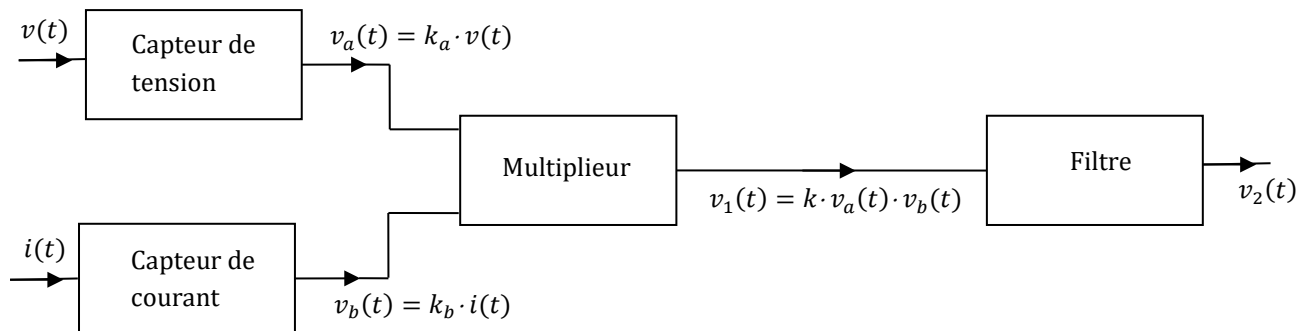 v(t)
Capteur de
tension
v_a(t) = k_a · v(t)
Multiplieur
v_1(t) = k · v_a(t) · v_b(t)
Filtre
v_2(t)
i(t)
Capteur de
courant
v_b(t) = k_b · i(t)